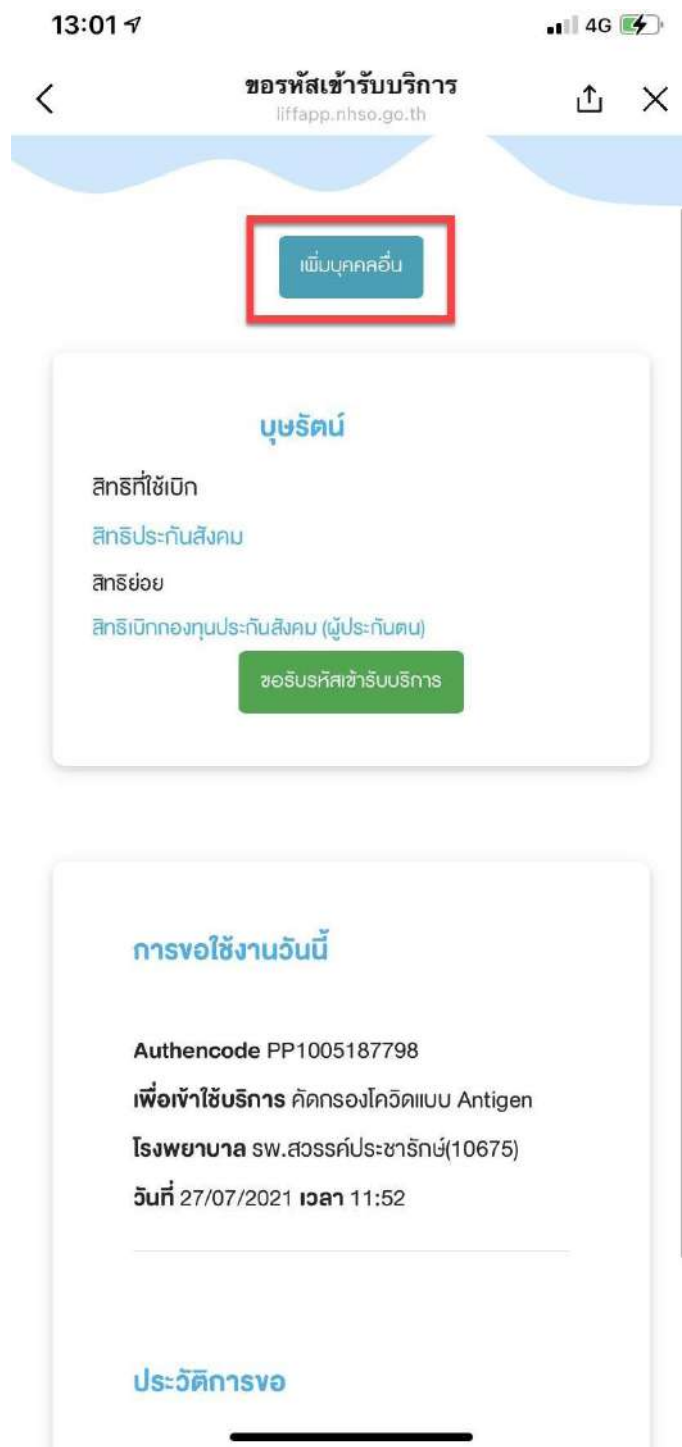 13:01
4G
ขอรหัสเข้ารับบริการ
liffapp.nhso.go.th
เพิ่มบุคคลอื่น
บุษรัตน์
สิทธิที่ใช้เบิก
สิทธิประกันสังคม
สิทธิย่อย
สิทธิเบิกกองทุนประกันสังคม (ผู้ประกันตน)
ขอรับรหัสเข้ารับบริการ
การขอใช้งานวันนี้
Authencode PP1005187798
เพื่อเข้าใช้บริการ คัดกรองโควิดแบบ Antigen
โรงพยาบาล รพ.สวรรค์ประชารักษ์(10675)
วันที่ 27/07/2021 เวลา 11:52
ประวัติการขอ